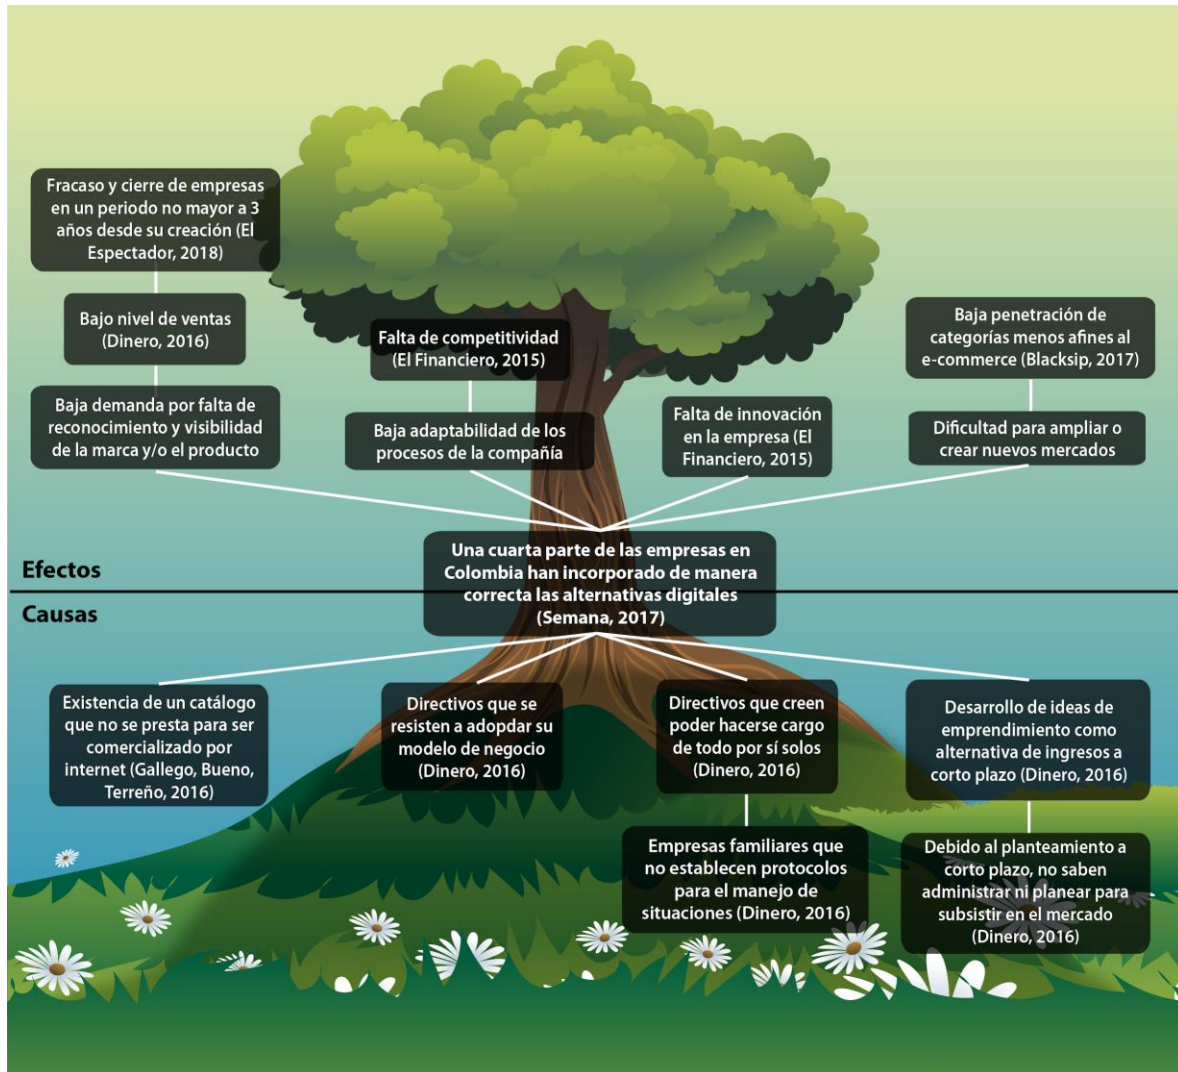 Fracaso y cierre de empresas
en un periodo no mayor a 3
años desde su creación (El
Espectador, 2018)
Bajo nivel de ventas
(Dinero, 2016)
Baja demanda por falta de
reconocimiento y visibilidad
de la marca y/o el producto
Falta de competitividad
(El Financiero, 2015)
Baja adaptabilidad de los
procesos de la compañía
Falta de innovación
en la empresa (El
Financiero, 2015)
Baja penetración de
categorías menos afines al
e-commerce (Blacksip, 2017)
Dificultad para ampliar o
crear nuevos mercados
Efectos
Una cuarta parte de las empresas en
Colombia han incorporado de manera
correcta las alternativas digitales
(Semana, 2017)
Causas
Existencia de un catálogo
que no se presta para ser
comercializado por
internet (Gallego, Bueno,
Terreño, 2016)
Directivos que se
resisten a adopdar su
modelo de negocio
(Dinero, 2016)
Directivos que creen
poder hacerse cargo
de todo por sí solos
(Dinero, 2016)
Empresas familiares que
no establecen protocolos
para el manejo de
situaciones (Dinero, 2016)
Desarrollo de ideas de
emprendimiento como
alternativa de ingresos a
corto plazo (Dinero, 2016)
Debido al planteamiento a
corto plazo, no saben
administrar ni planear para
subsistir en el mercado
(Dinero, 2016)